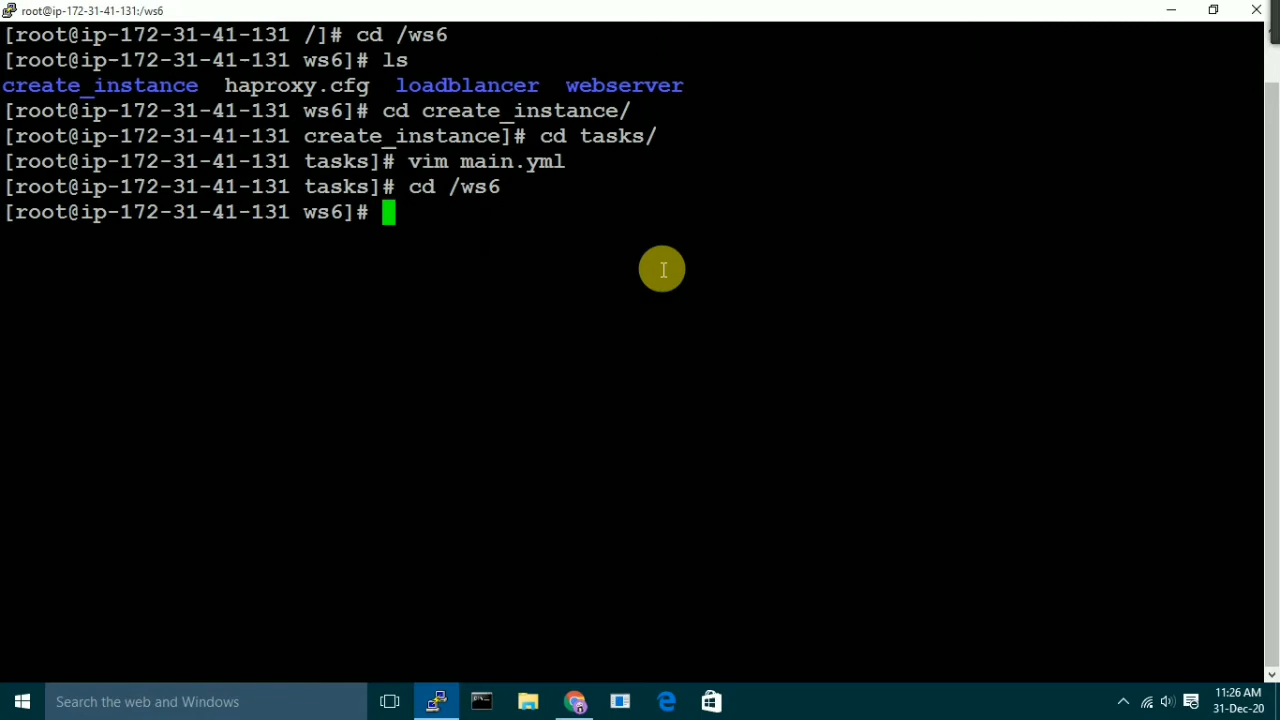 root@ip-172-31-41-131:/ws6
[root@ip-172-31-41-131 /]# cd /ws6
[root@ip-172-31-41-131 ws6]# ls
create_instance  haproxy.cfg  loadblancer  webserver
[root@ip-172-31-41-131 ws6]# cd create_instance/
[root@ip-172-31-41-131 create_instance]# cd tasks/
[root@ip-172-31-41-131 tasks]# vim main.yml
[root@ip-172-31-41-131 tasks]# cd /ws6
[root@ip-172-31-41-131 ws6]#
Search the web and Windows
11:26 AM
31-Dec-20